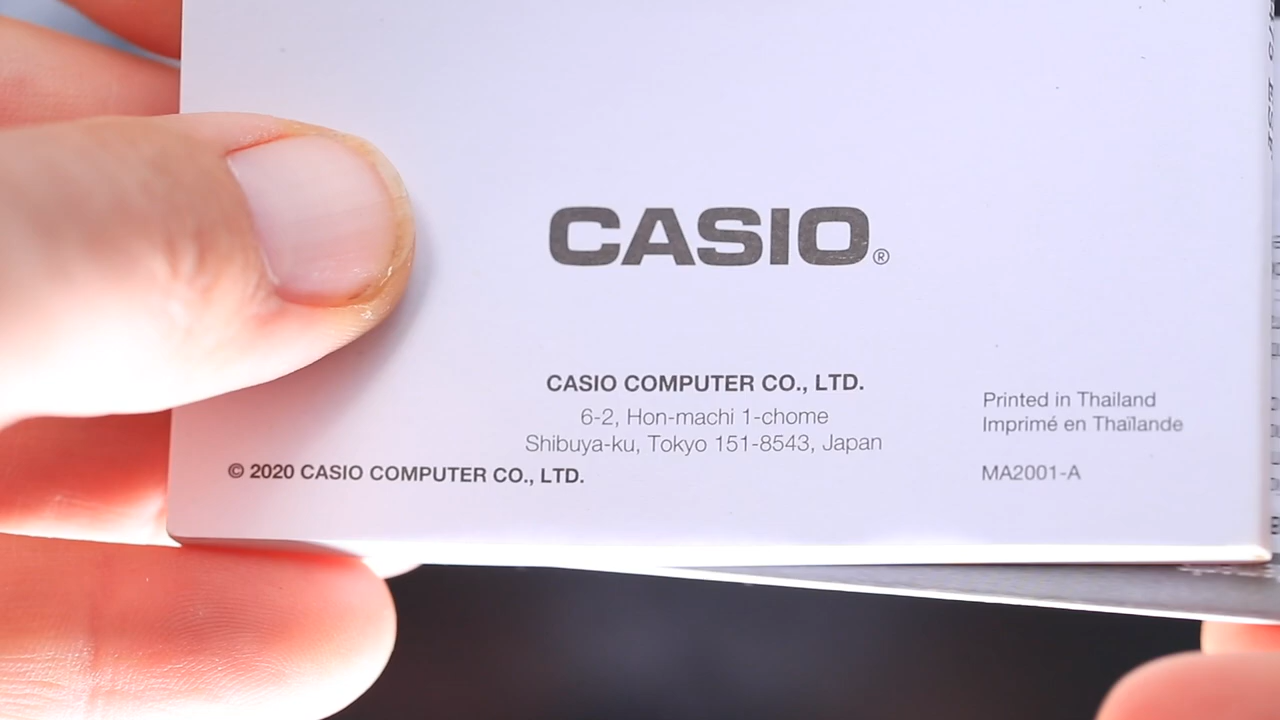 CASIO®
CASIO COMPUTER CO., LTD.
6-2, Hon-machi 1-chome
Shibuya-ku, Tokyo 151-8543, Japan
© 2020 CASIO COMPUTER CO., LTD.
Printed in Thailand
Imprimé en Thaïlande
MA2001-A